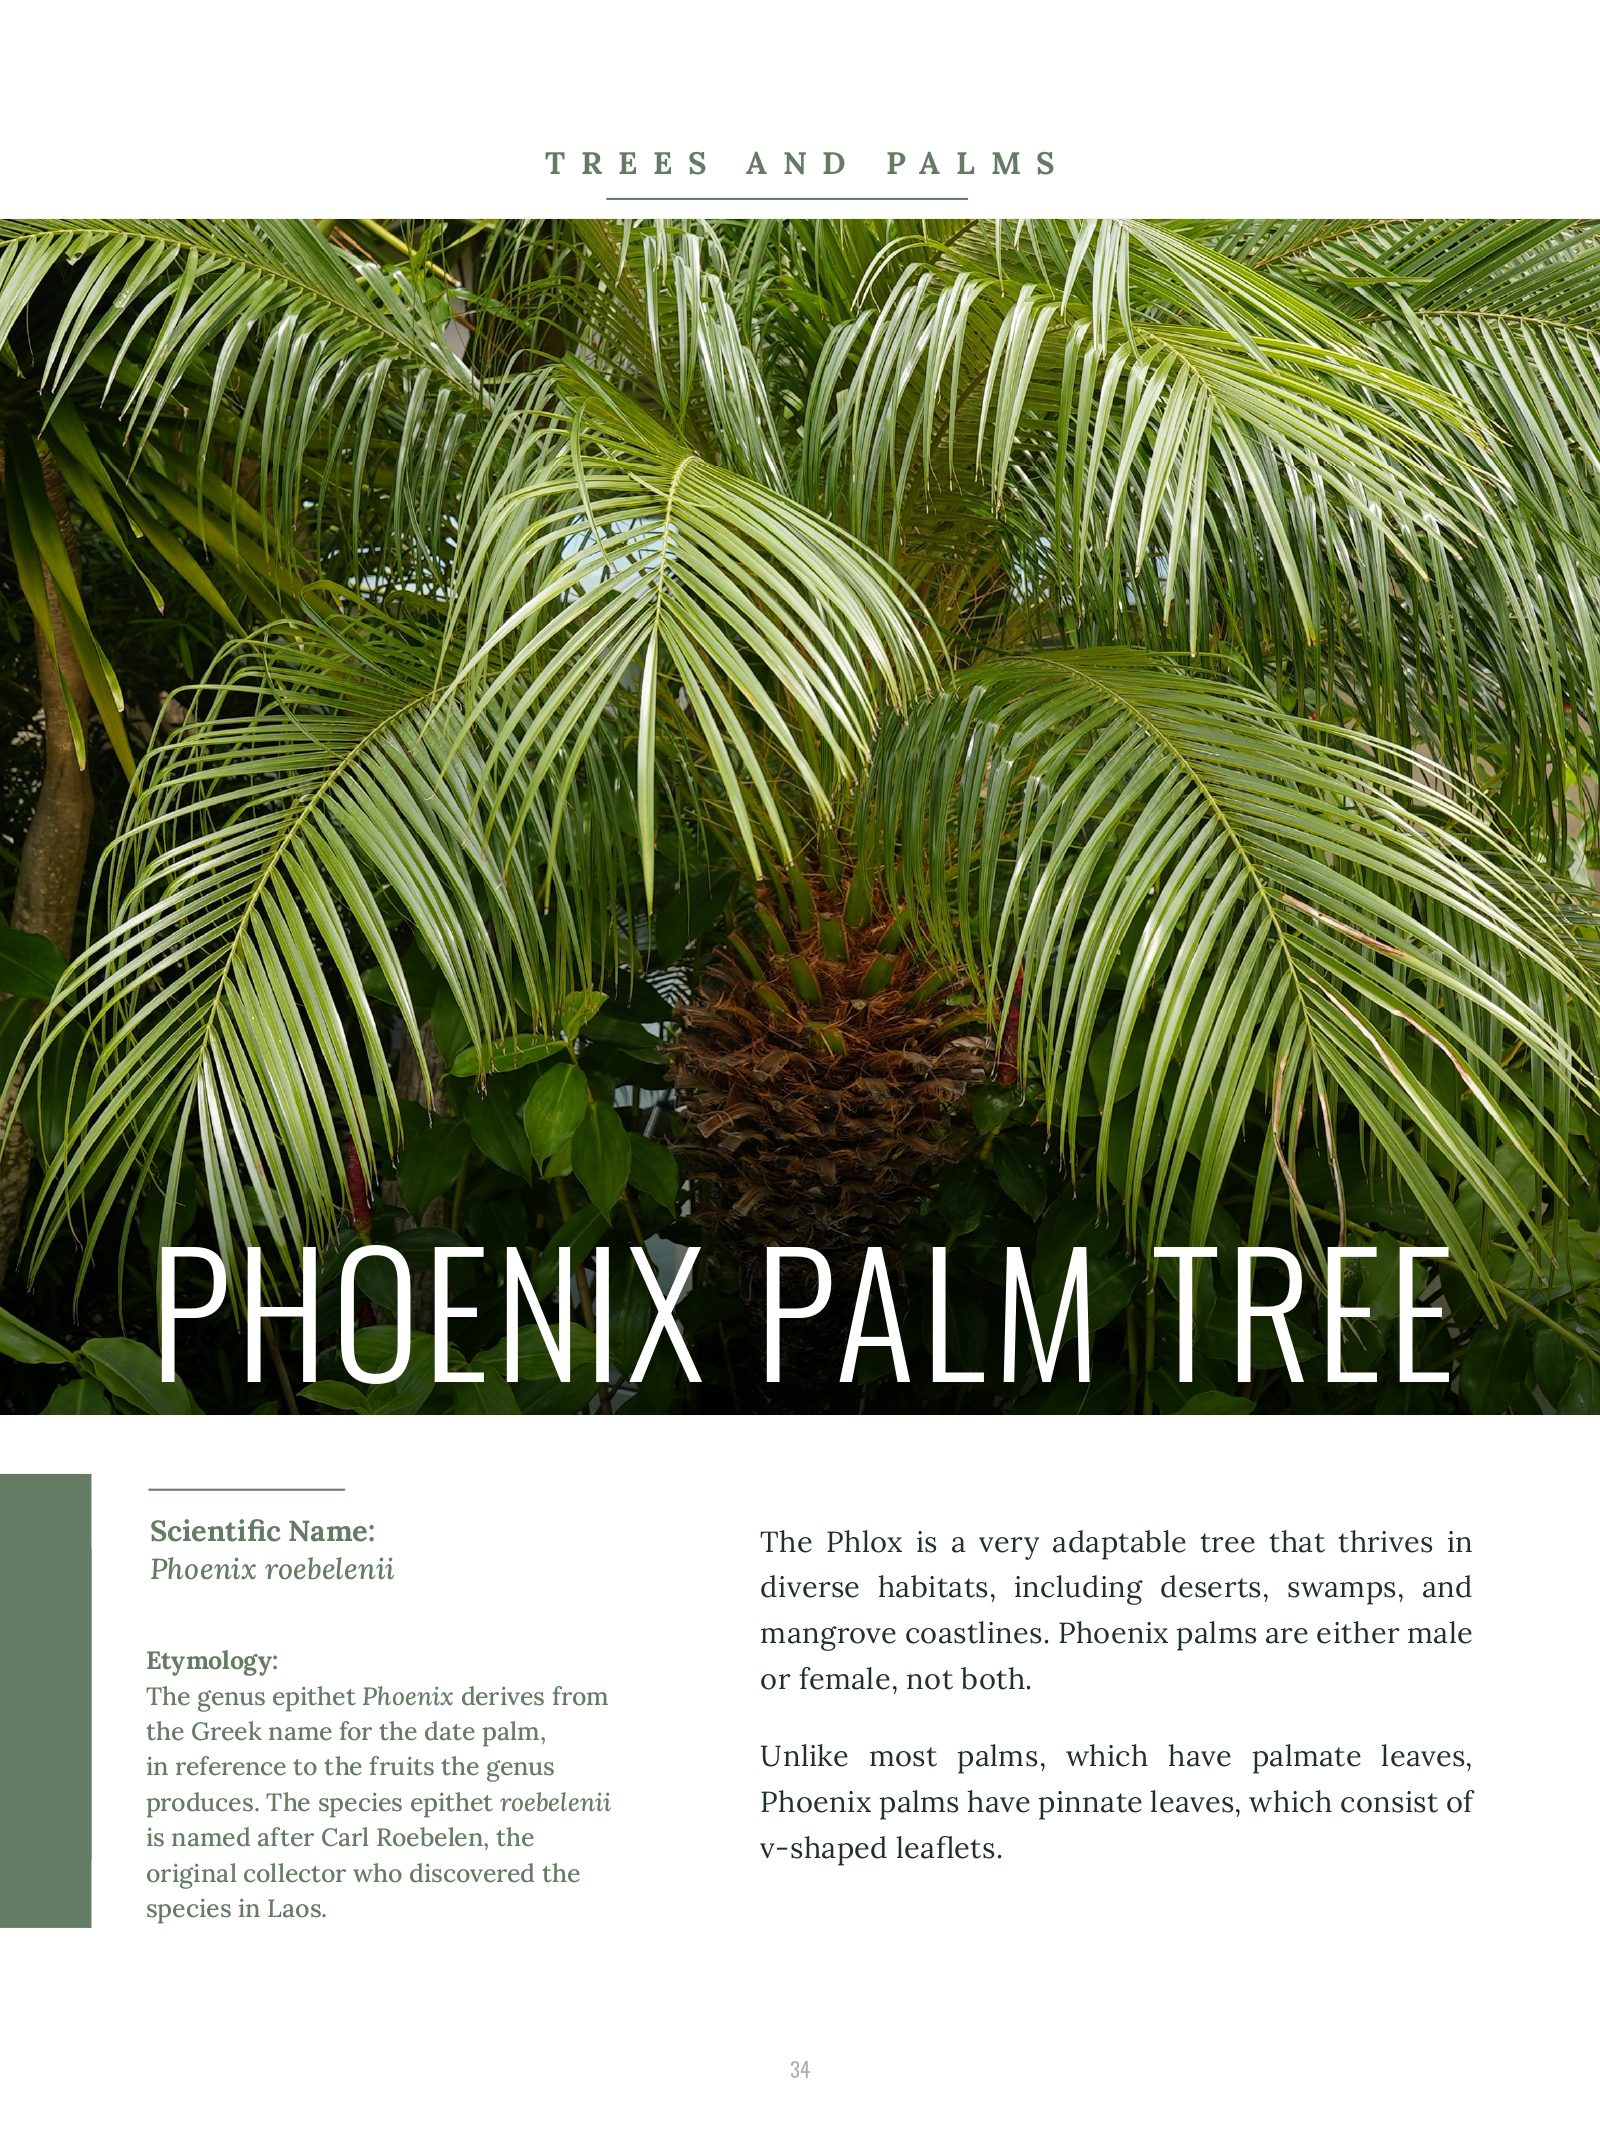 TREES AND PALMS
PHOENIX PALM TREE
Scientific Name:
Phoenix roebelenii
Etymology:
The genus epithet Phoenix derives from
the Greek name for the date palm,
in reference to the fruits the genus
produces. The species epithet roebelenii
is named after Carl Roebelen, the
original collector who discovered the
species in Laos.
The Phlox is a very adaptable tree that thrives in
diverse habitats, including deserts, swamps, and
mangrove coastlines. Phoenix palms are either male
or female, not both.
Unlike most palms, which have palmate leaves,
Phoenix palms have pinnate leaves, which consist of
v-shaped leaflets.
34